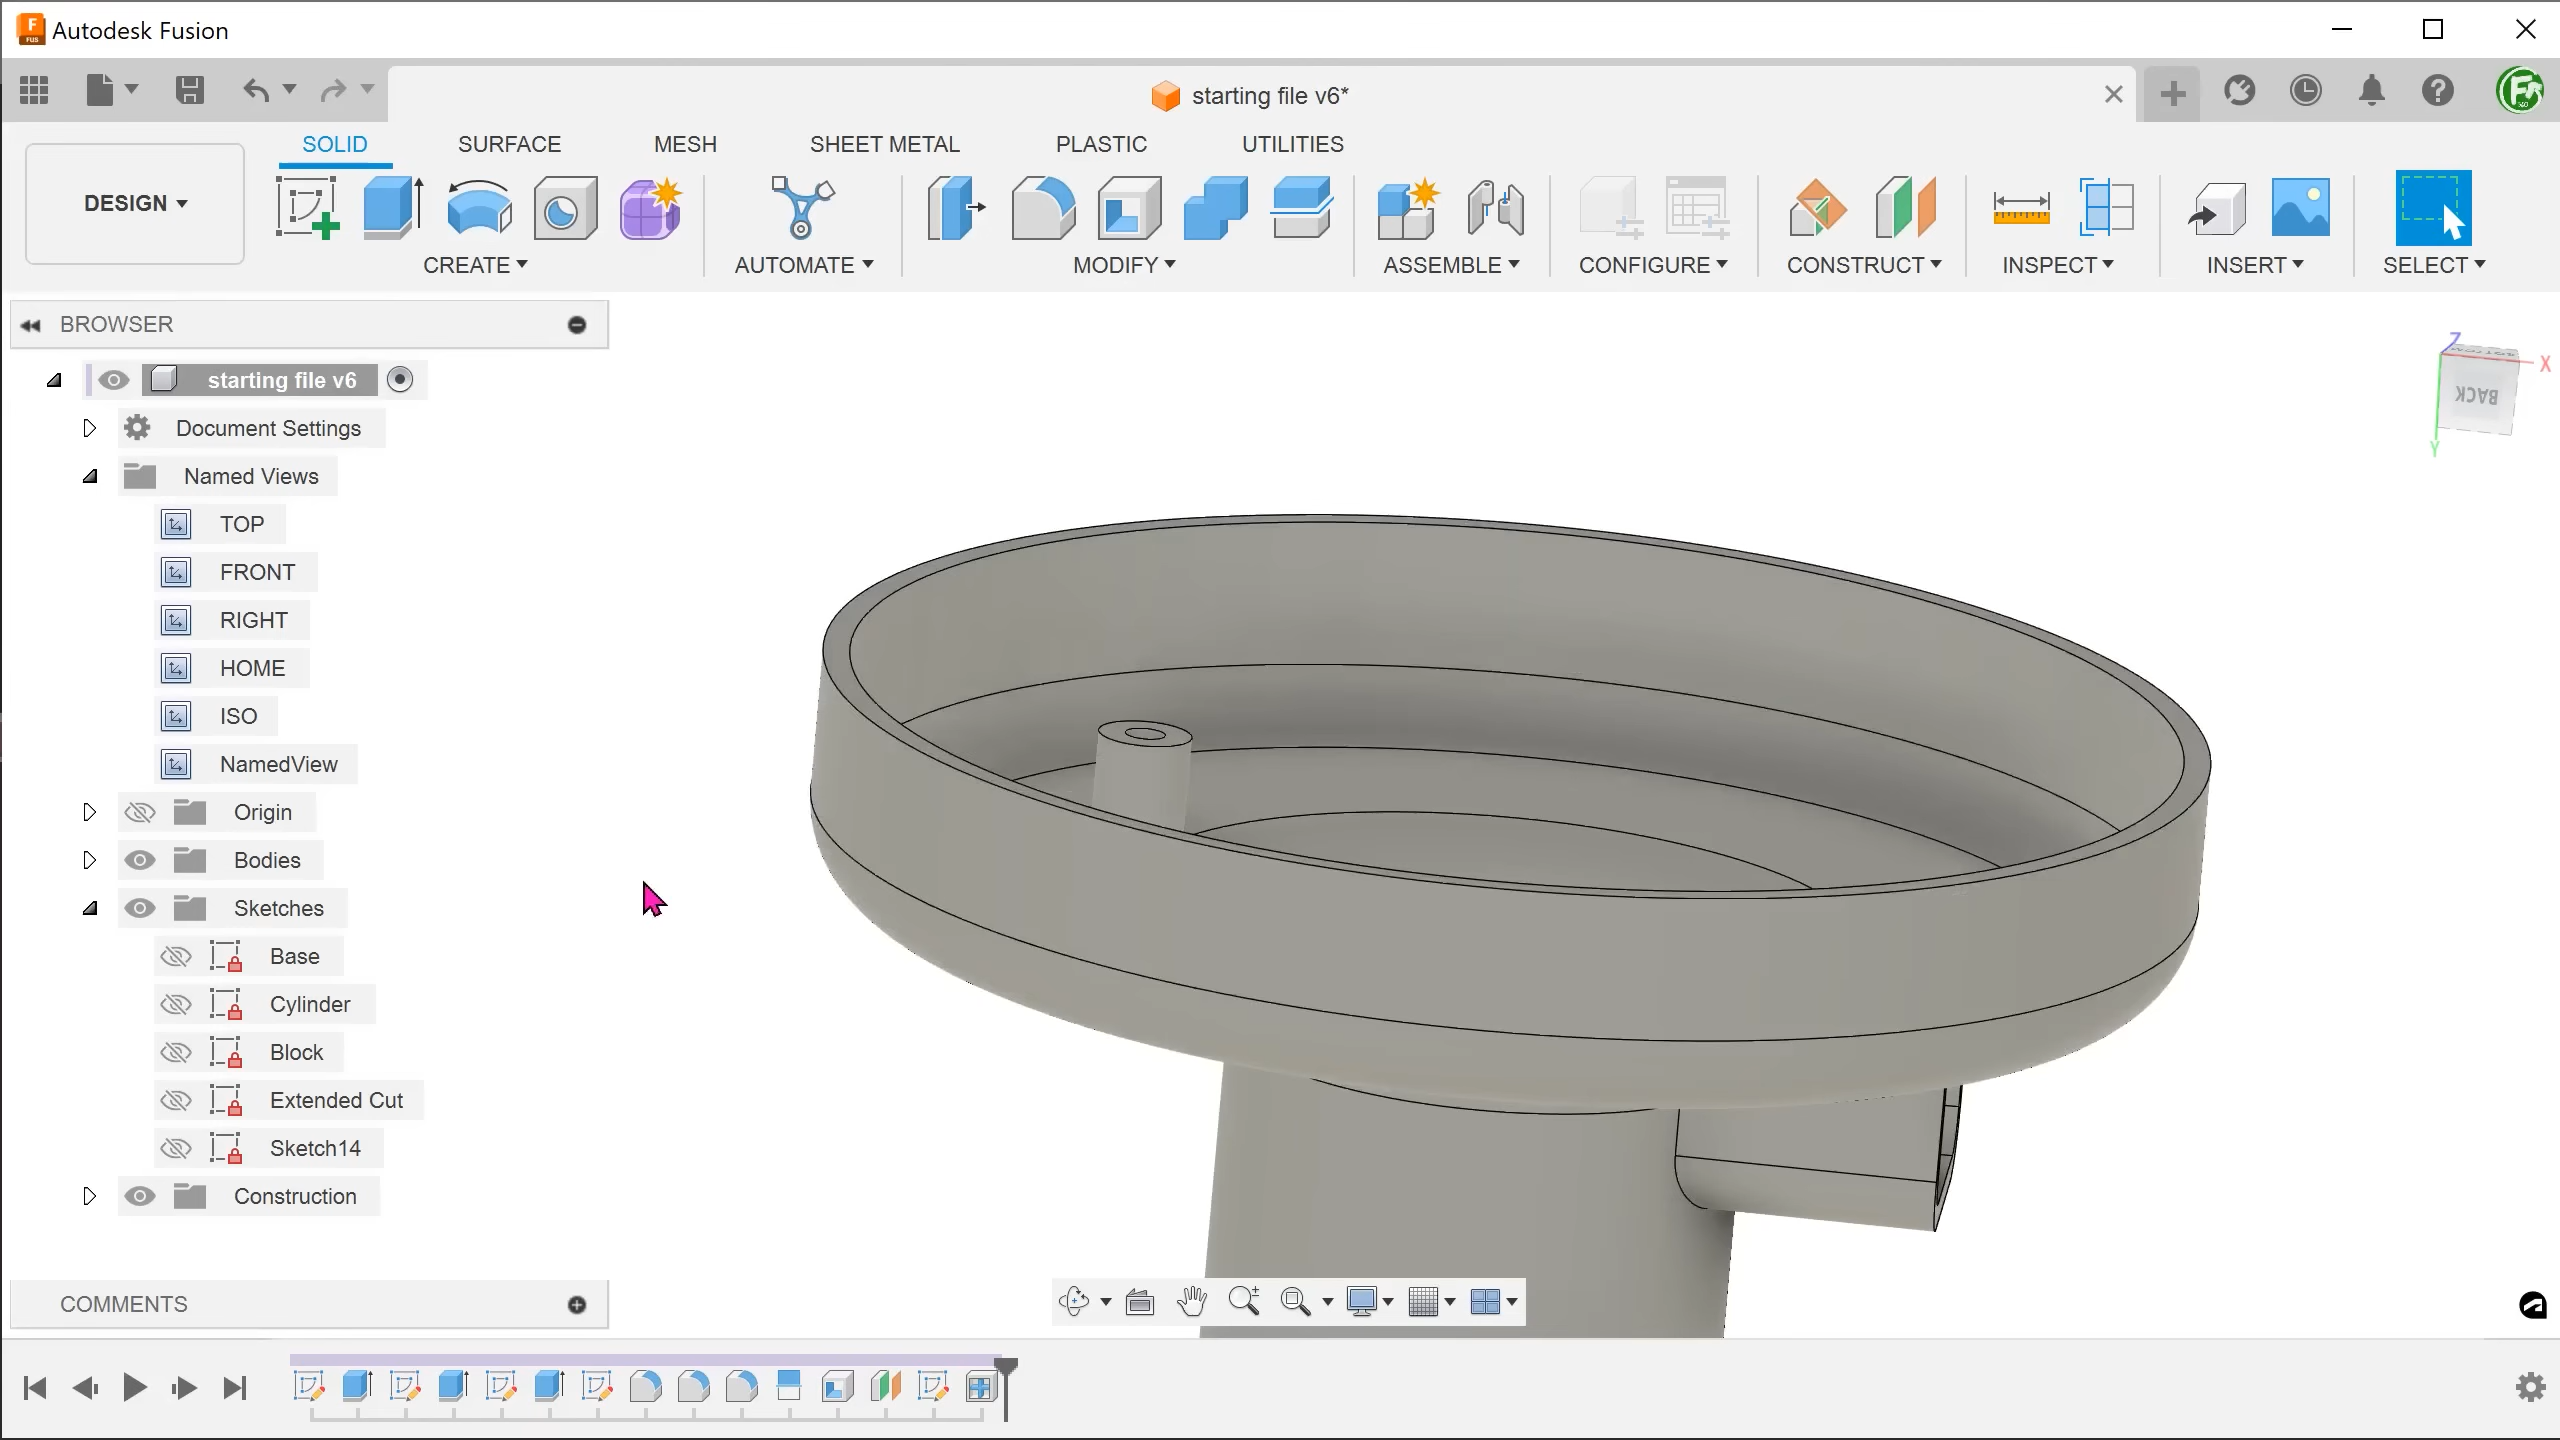 Autodesk Fusion
starting file v6*
SOLID
SURFACE
MESH
SHEET METAL
PLASTIC
UTILITIES
DESIGN
CREATE
AUTOMATE
MODIFY
ASSEMBLE
CONFIGURE
CONSTRUCT
INSPECT
INSERT
SELECT
BROWSER
starting file v6
Document Settings
Named Views
TOP
FRONT
RIGHT
HOME
ISO
NamedView
Origin
Bodies
Sketches
Base
Cylinder
Block
Extended Cut
Sketch14
Construction
COMMENTS
Z
X
BOTTOM
BACK
Y